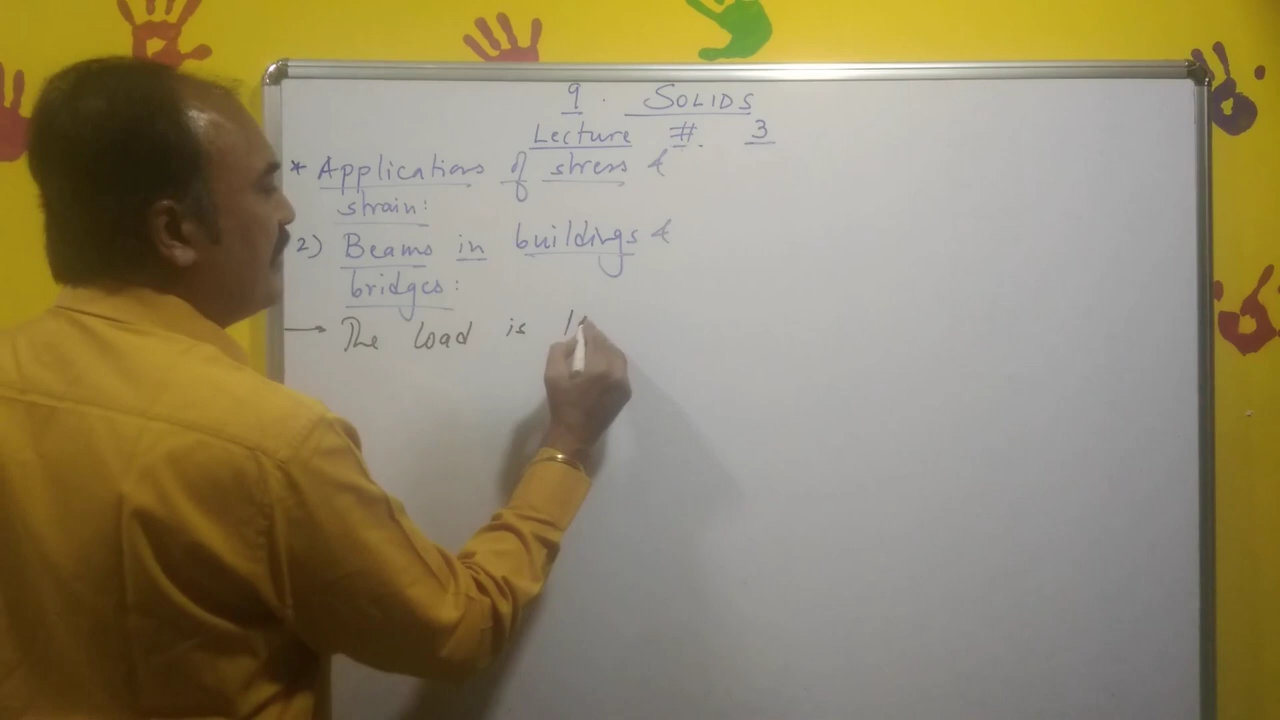 9. SOLIDS
Lecture #. 3
* Applications of stress &
strain:
2) Beams in buildings &
bridges:
→ The load is